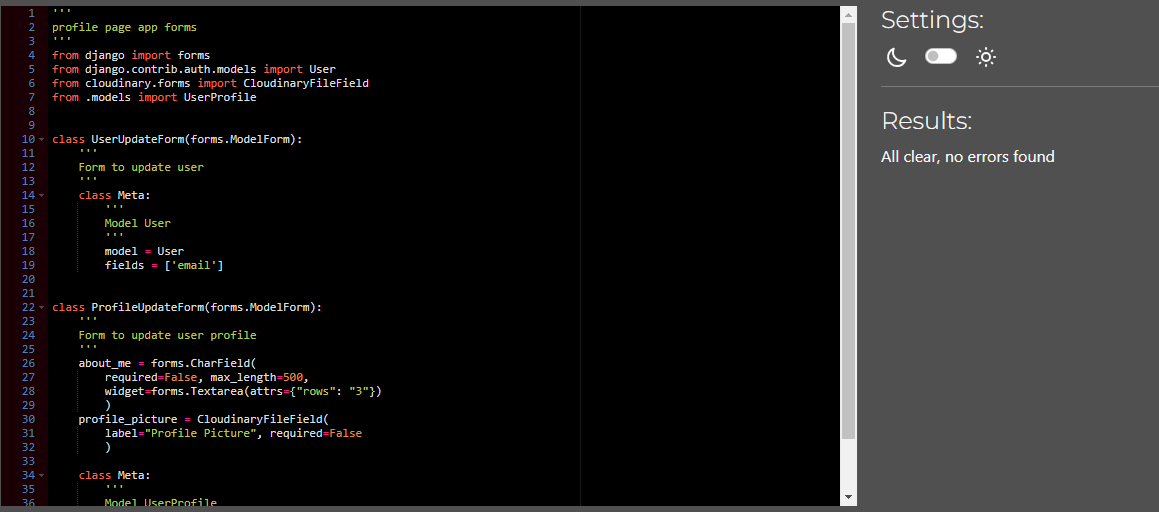 1 '''
2 profile page app forms
3 '''
4 from django import forms
5 from django.contrib.auth.models import User
6 from cloudinary.forms import CloudinaryFileField
7 from .models import UserProfile
8
9
10 class UserUpdateForm(forms.ModelForm):
11     '''
12     Form to update user
13     '''
14     class Meta:
15         '''
16         Model User
17         '''
18         model = User
19         fields = ['email']
20
21
22 class ProfileUpdateForm(forms.ModelForm):
23     '''
24     Form to update user profile
25     '''
26     about_me = forms.CharField(
27         required=False, max_length=500,
28         widget=forms.Textarea(attrs={"rows": "3"})
29         )
30     profile_picture = CloudinaryFileField(
31         label="Profile Picture", required=False
32         )
33
34     class Meta:
35         '''
36         Model UserProfile
Settings:
Results:
All clear, no errors found